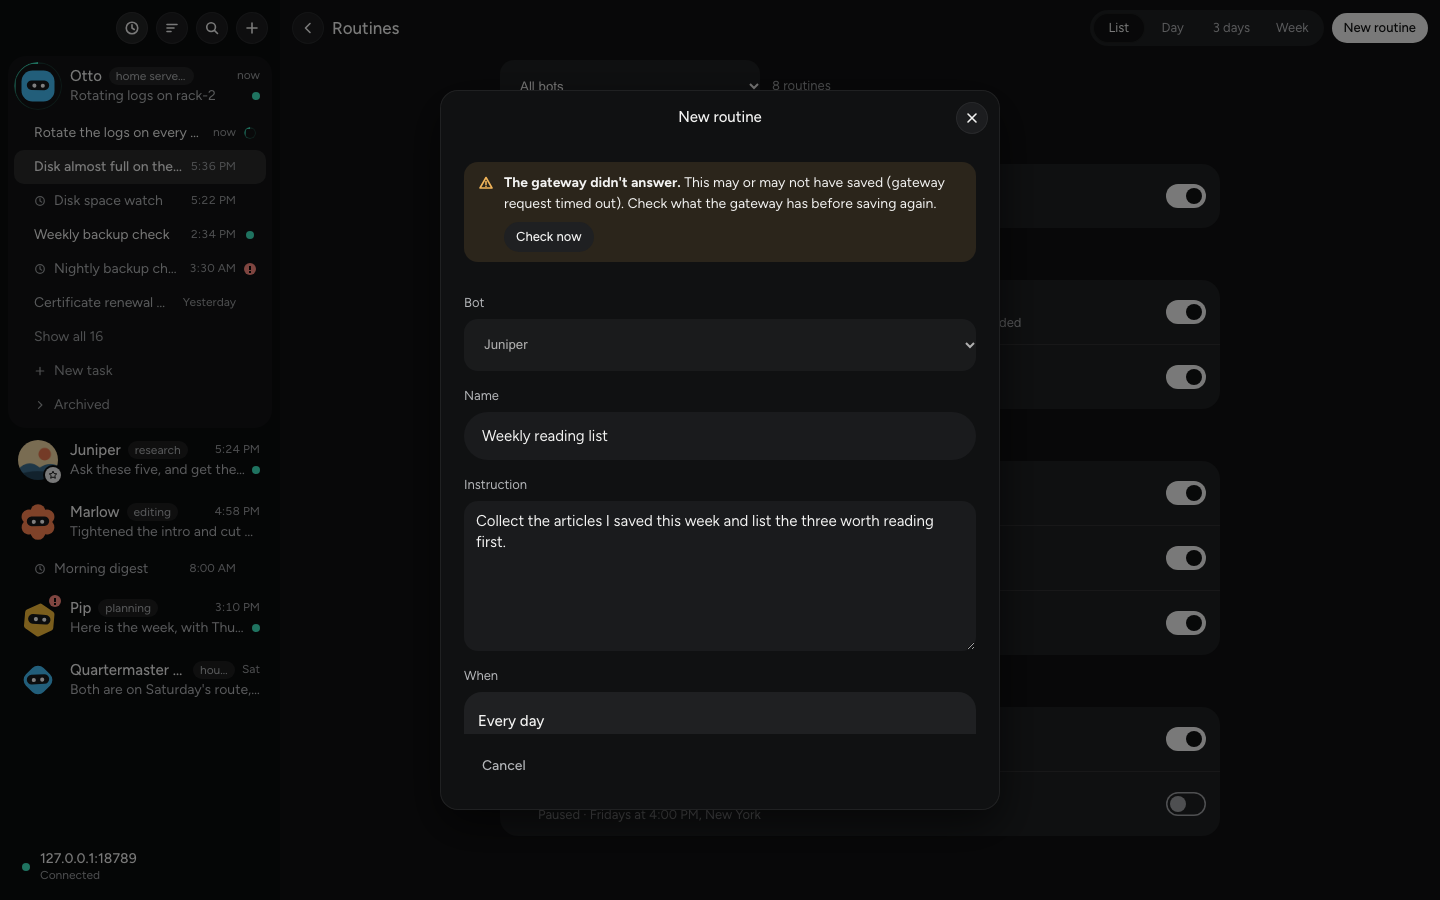 Routines
List
Day
3 days
Week
New routine
Otto
home serve...
now
Rotating logs on rack-2
Rotate the logs on every ...
now
Disk almost full on the...
5:36 PM
Disk space watch
5:22 PM
Weekly backup check
2:34 PM
Nightly backup ch...
3:30 AM
Certificate renewal ...
Yesterday
Show all 16
New task
Archived
Juniper
research
5:24 PM
Ask these five, and get the...
Marlow
editing
4:58 PM
Tightened the intro and cut ...
Morning digest
8:00 AM
Pip
planning
3:10 PM
Here is the week, with Thu...
Quartermaster ...
hou...
Sat
Both are on Saturday's route,...
127.0.0.1:18789
Connected
All bots
8 routines
New routine
The gateway didn't answer. This may or may not have saved (gateway
request timed out). Check what the gateway has before saving again.
Check now
Bot
Juniper
Name
Weekly reading list
Instruction
Collect the articles I saved this week and list the three worth reading
first.
When
Every day
Cancel
ded
Paused · Fridays at 4:00 PM, New York